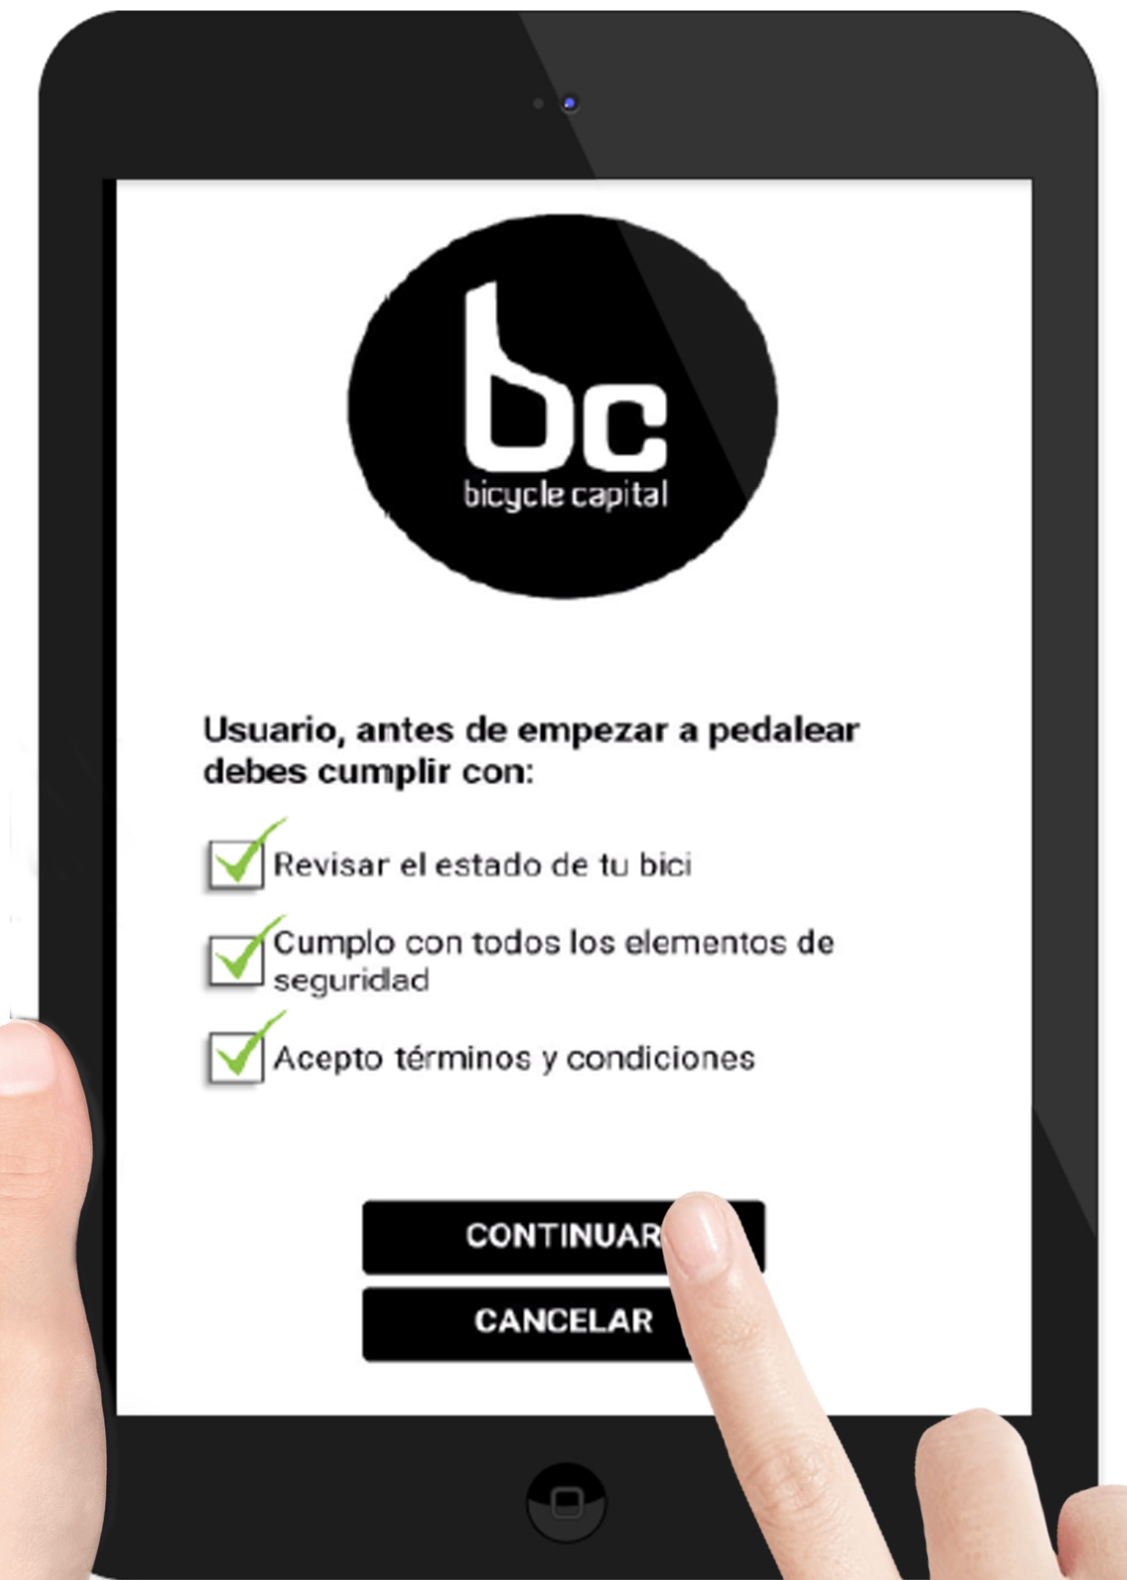 bc
bicycle capital
Usuario, antes de empezar a pedalear
debes cumplir con:
Revisar el estado de tu bici
Cumplo con todos los elementos de
seguridad
Acepto términos y condiciones
CONTINUAR
CANCELAR